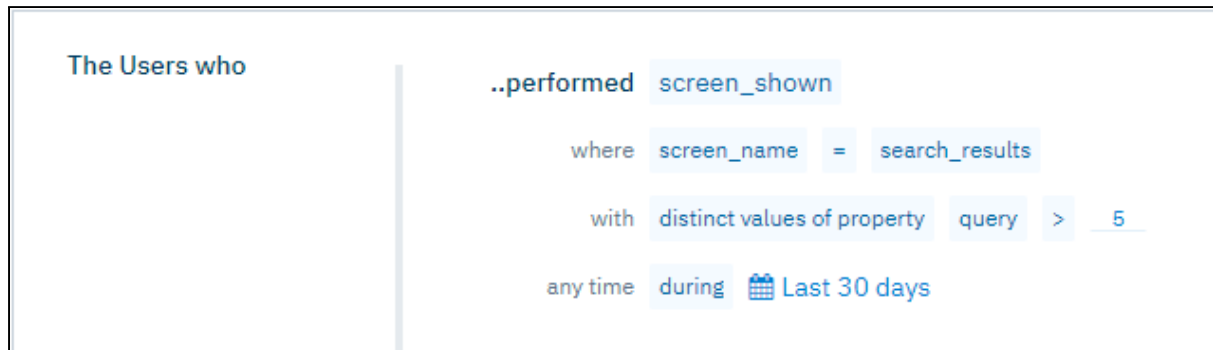 The Users who
..performed screen_shown
where screen_name = search_results
with distinct values of property query > 5
any time during Last 30 days